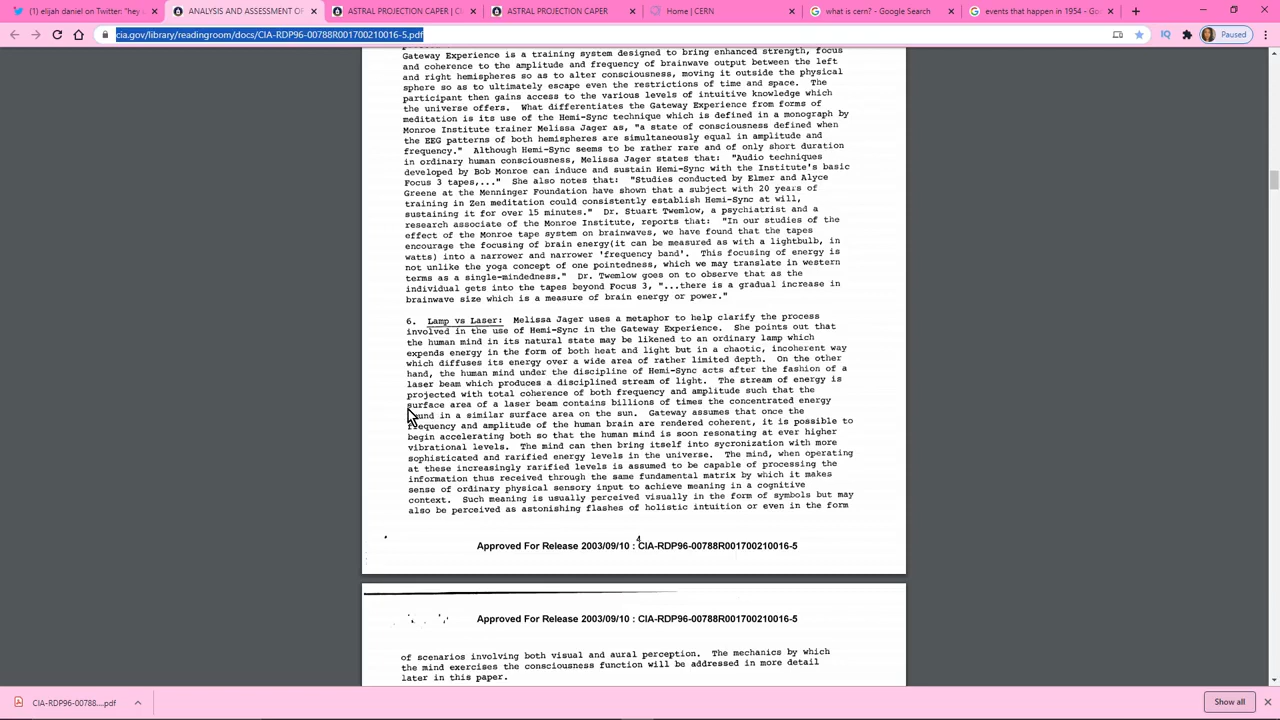 (1) elijah daniel on Twitter: "hey
ANALYSIS AND ASSESSMENT OF
ASTRAL PROJECTION CAPER | C
ASTRAL PROJECTION CAPER
Home | CERN
what is cern? - Google Search
events that happen in 1954 - Goo
cia.gov/library/readingroom/docs/CIA-RDP96-00788R001700210016-5.pdf
Paused
Gateway Experience is a training system designed to bring enhanced strength, focus
and coherence to the amplitude and frequency of brainwave output between the left
and right hemispheres so as to alter consciousness, moving it outside the physical
sphere so as to ultimately escape even the restrictions of time and space. The
participant then gains access to the various levels of intuitive knowledge which
the universe offers. What differentiates the Gateway Experience from forms of
meditation is its use of the Hemi-Sync technique which is defined in a monograph by
Monroe Institute trainer Melissa Jager as, "a state of consciousness defined when
the EEG patterns of both hemispheres are simultaneously equal in amplitude and
frequency." Although Hemi-Sync seems to be rather rare and of only short duration
in ordinary human consciousness, Melissa Jager states that: "Audio techniques
developed by Bob Monroe can induce and sustain Hemi-Sync with the Institute's basic
Focus 3 tapes,..." She also notes that: "Studies conducted by Elmer and Alyce
Greene at the Menninger Foundation have shown that a subject with 20 years of
training in Zen meditation could consistently establish Hemi-Sync at will,
sustaining it for over 15 minutes." Dr. Stuart Twemlow, a psychiatrist and a
research associate of the Monroe Institute, reports that: "In our studies of the
effect of the Monroe tape system on brainwaves, we have found that the tapes
encourage the focusing of brain energy(it can be measured as with a lightbulb, in
watts) into a narrower and narrower 'frequency band'. This focusing of energy is
not unlike the yoga concept of one pointedness, which we may translate in western
terms as a single-mindedness." Dr. Twemlow goes on to observe that as the
individual gets into the tapes beyond Focus 3, "...there is a gradual increase in
brainwave size which is a measure of brain energy or power."
6. Lamp vs Laser: Melissa Jager uses a metaphor to help clarify the process
involved in the use of Hemi-Sync in the Gateway Experience. She points out that
the human mind in its natural state may be likened to an ordinary lamp which
expends energy in the form of both heat and light but in a chaotic, incoherent way
which diffuses its energy over a wide area of rather limited depth. On the other
hand, the human mind under the discipline of Hemi-Sync acts after the fashion of a
laser beam which produces a disciplined stream of light. The stream of energy is
projected with total coherence of both frequency and amplitude such that the
surface area of a laser beam contains billions of times the concentrated energy
found in a similar surface area on the sun. Gateway assumes that once the
frequency and amplitude of the human brain are rendered coherent, it is possible to
begin accelerating both so that the human mind is soon resonating at ever higher
vibrational levels. The mind can then bring itself into sycronization with more
sophisticated and rarified energy levels in the universe. The mind, when operating
at these increasingly rarified levels is assumed to be capable of processing the
information thus received through the same fundamental matrix by which it makes
sense of ordinary physical sensory input to achieve meaning in a cognitive
context. Such meaning is usually perceived visually in the form of symbols but may
also be perceived as astonishing flashes of holistic intuition or even in the form
4
Approved For Release 2003/09/10 : CIA-RDP96-00788R001700210016-5
Approved For Release 2003/09/10 : CIA-RDP96-00788R001700210016-5
of scenarios involving both visual and aural perception. The mechanics by which
the mind exercises the consciousness function will be addressed in more detail
later in this paper.
CIA-RDP96-00788....pdf
Show all